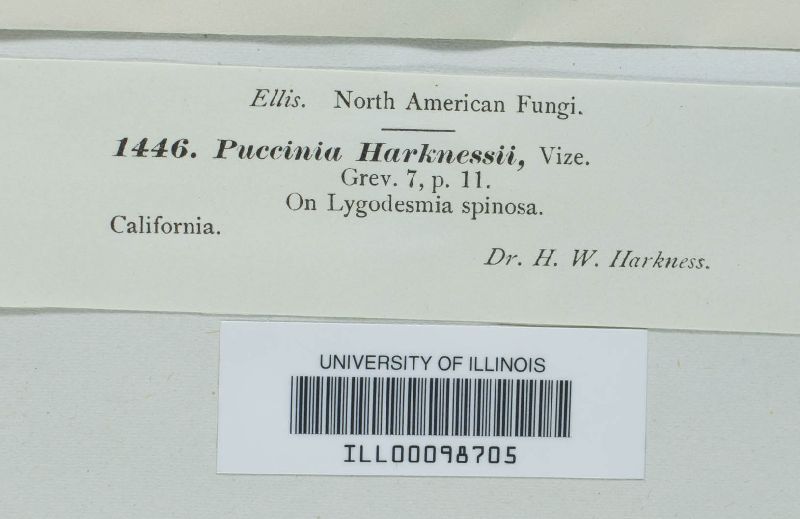 Ellis. North American Fungi.
1446. Puccinia Harknessii, Vize.
Grev. 7, p. 11.
On Lygodesmia spinosa.
California.
Dr. H. W. Harkness.
UNIVERSITY OF ILLINOIS
ILL00098705